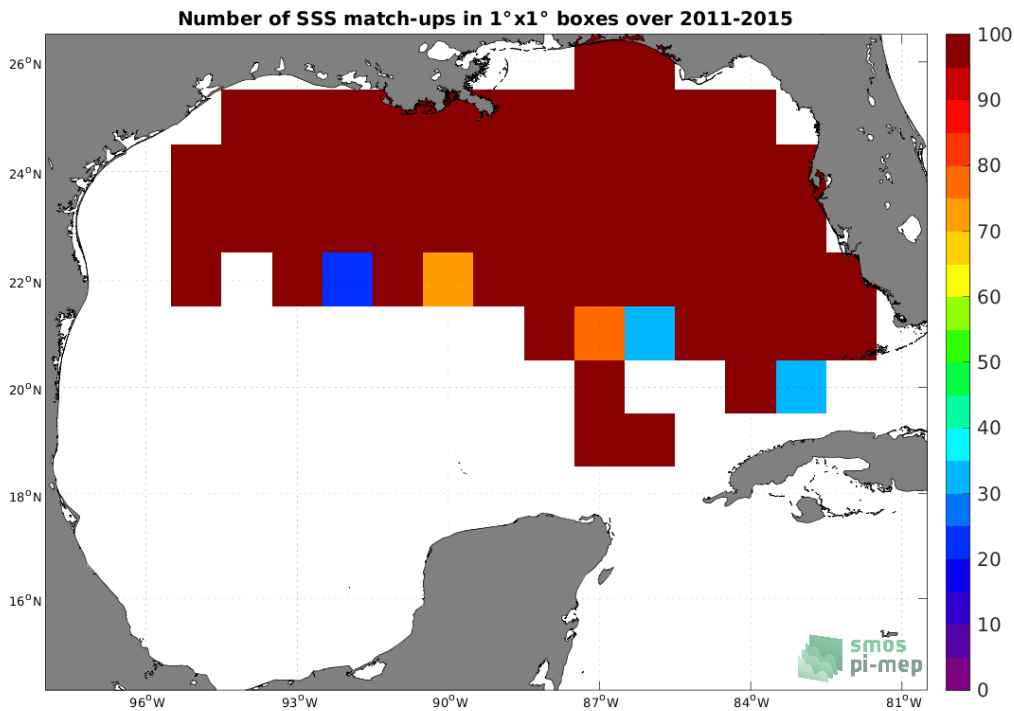 Number of SSS match-ups in 1°x1° boxes over 2011-2015
26°N
24°N
22°N
20°N
18°N
16°N
96°W
93°W
90°W
87°W
84°W
81°W
100
90
80
70
60
50
40
30
20
10
0
smos
pi-mep